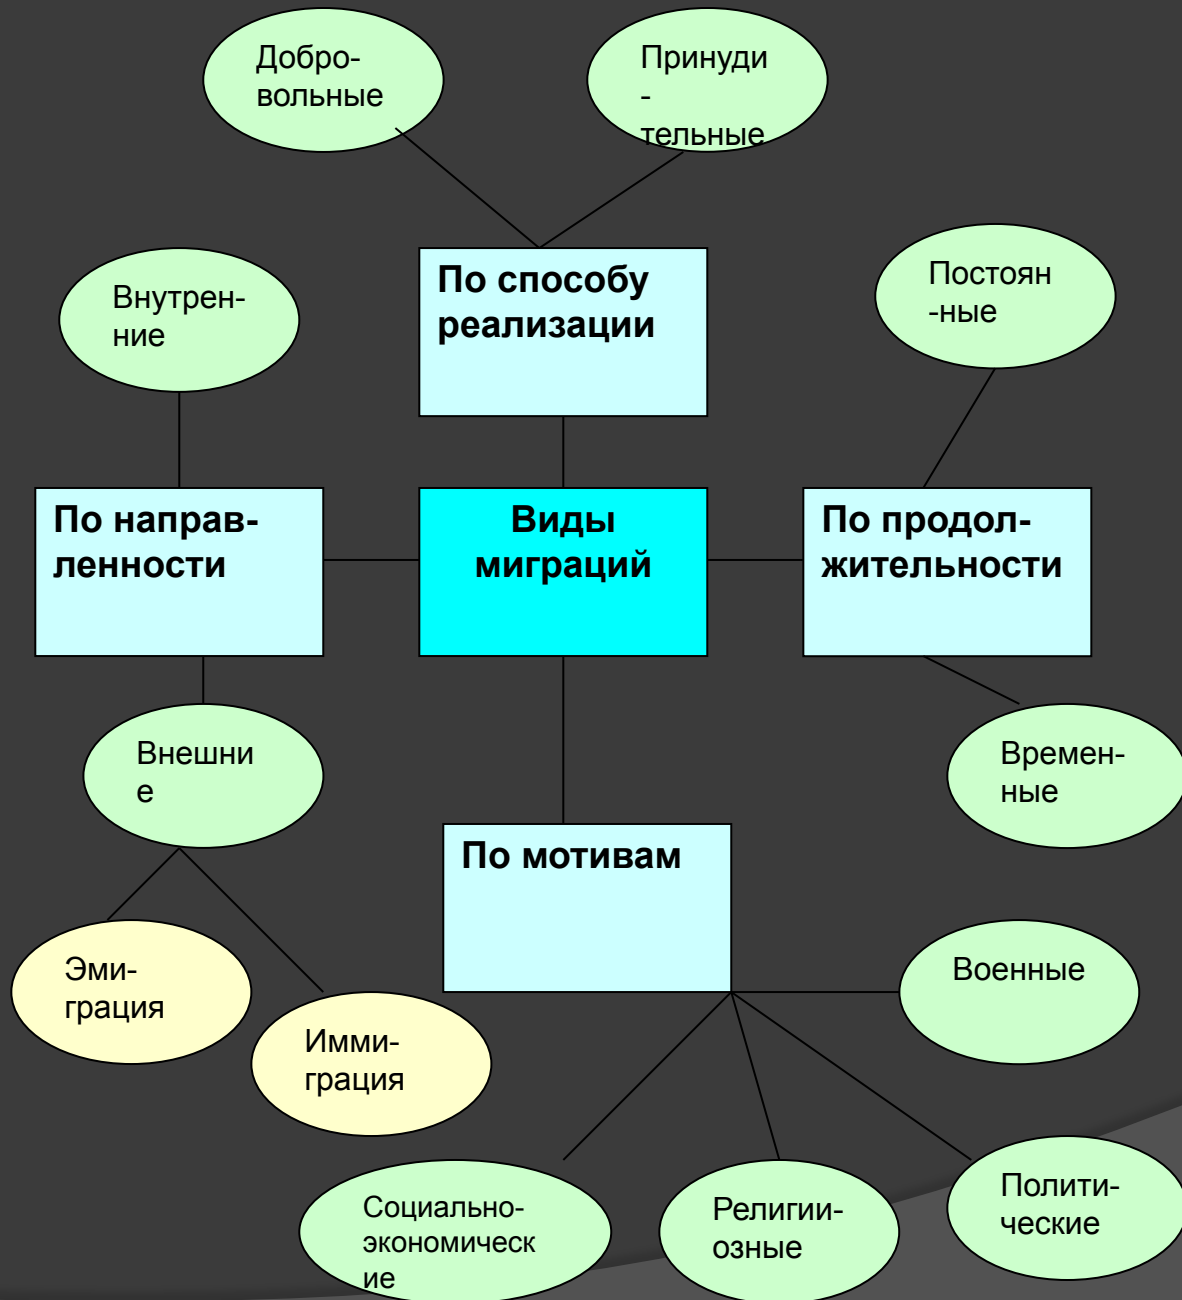 Добро-
вольные
Принуди
-
тельные
По способу
реализации
Внутрен-
ние
Постоян
-ные
По направ-
ленности
Виды
миграций
По продол-
жительности
Внешни
е
Времен-
ные
По мотивам
Эми-
грация
Имми-
грация
Военные
Социально-
экономическ
ие
Религии-
озные
Полити-
ческие